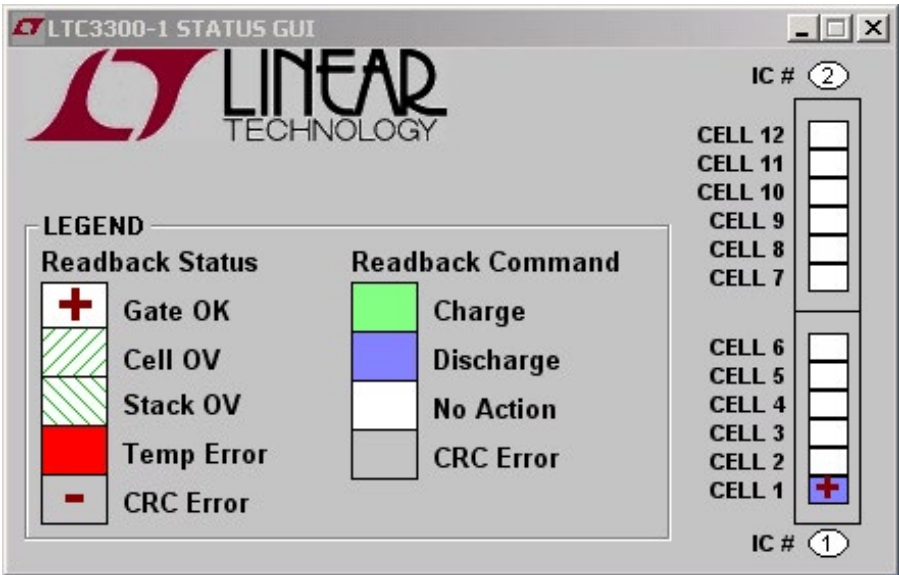 LTC3300-1 STATUS GUI
LINEAR
TECHNOLOGY
IC # 2
CELL 12
CELL 11
CELL 10
CELL 9
CELL 8
CELL 7
LEGEND
Readback Status
+ Gate OK
Cell OV
Stack OV
Temp Error
- CRC Error
Readback Command
Charge
Discharge
No Action
CRC Error
CELL 6
CELL 5
CELL 4
CELL 3
CELL 2
CELL 1 +
IC # 1